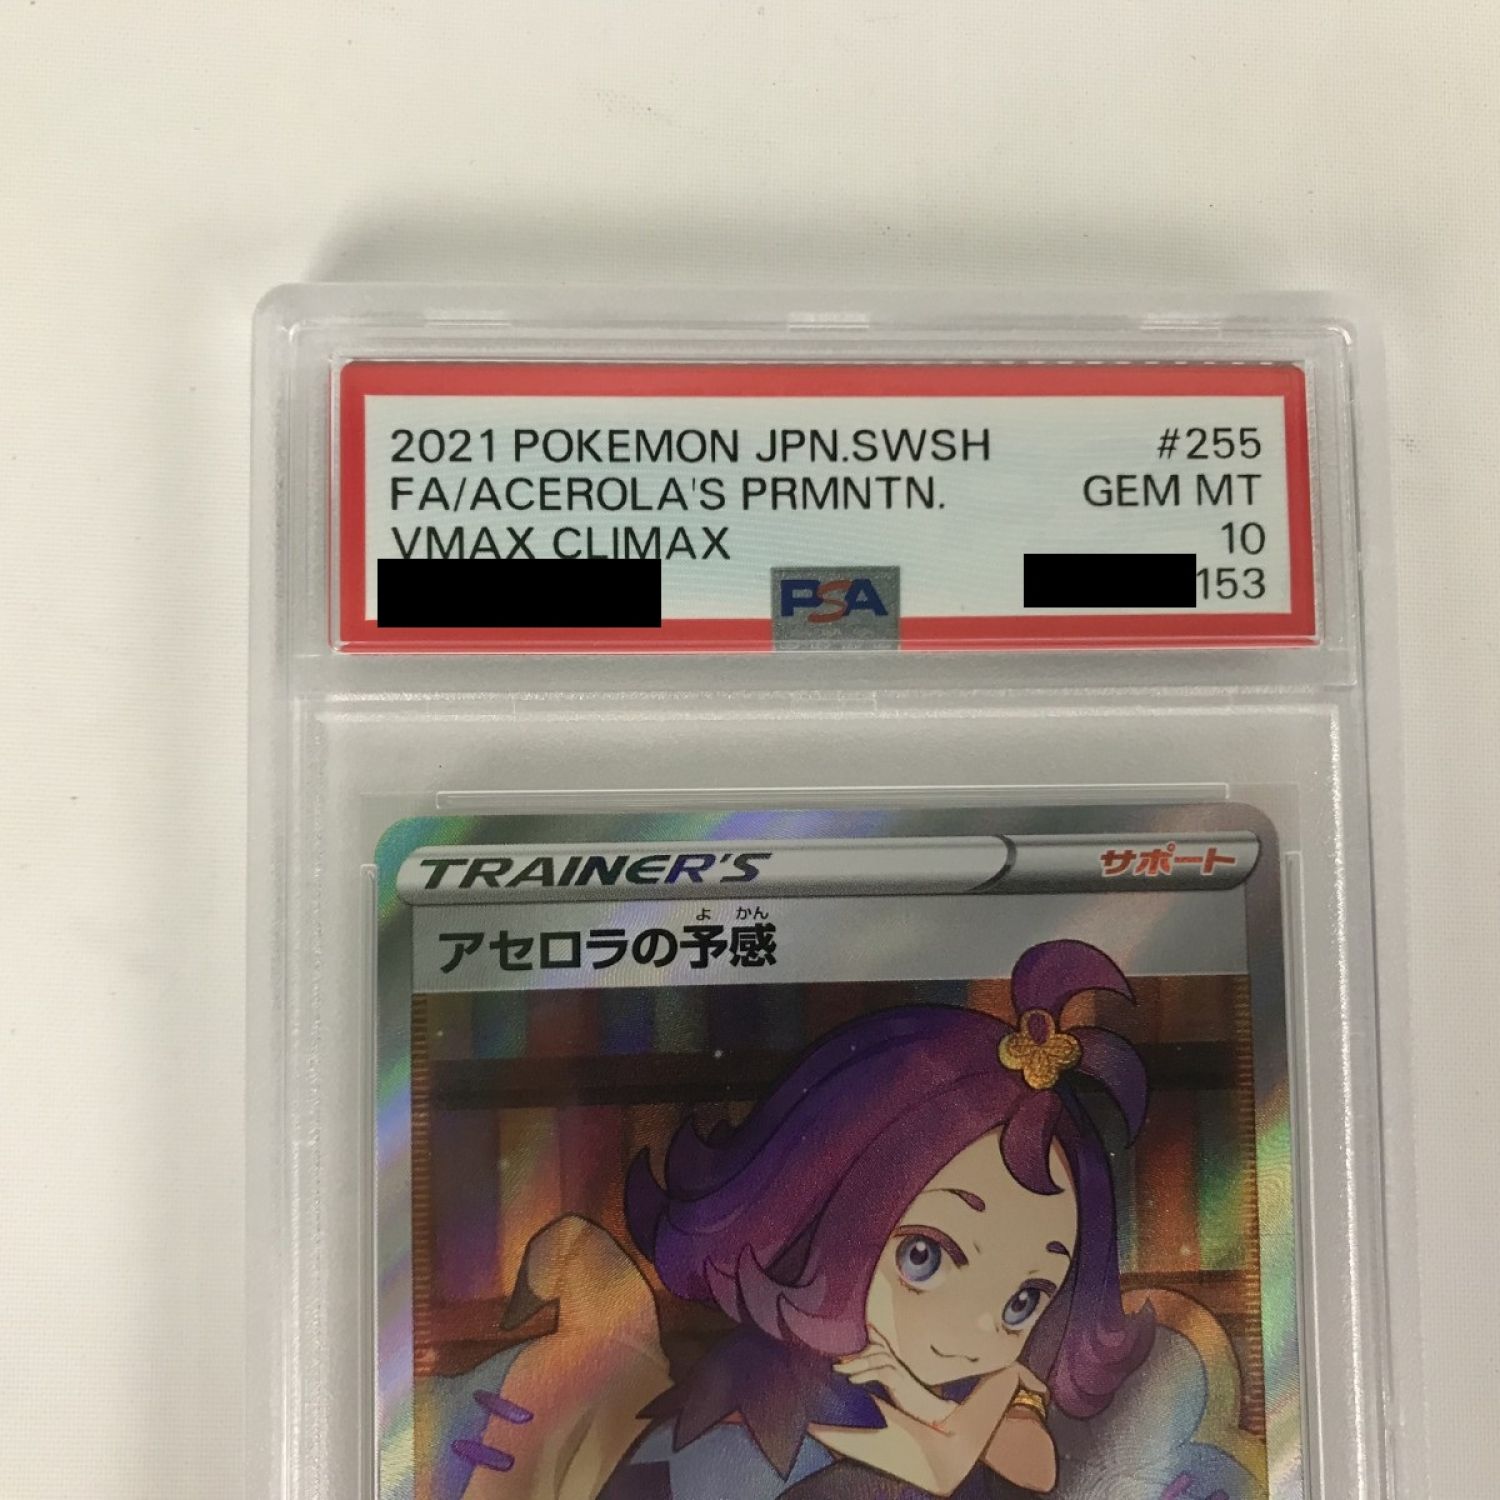 2021 POKEMON JPN.SWSH #255
FA/ACEROLA'S PRMNTN. GEM MT
VMAX CLIMAX 10
153
PSA
TRAINER'S サポート
よ かん
アセロラの予感